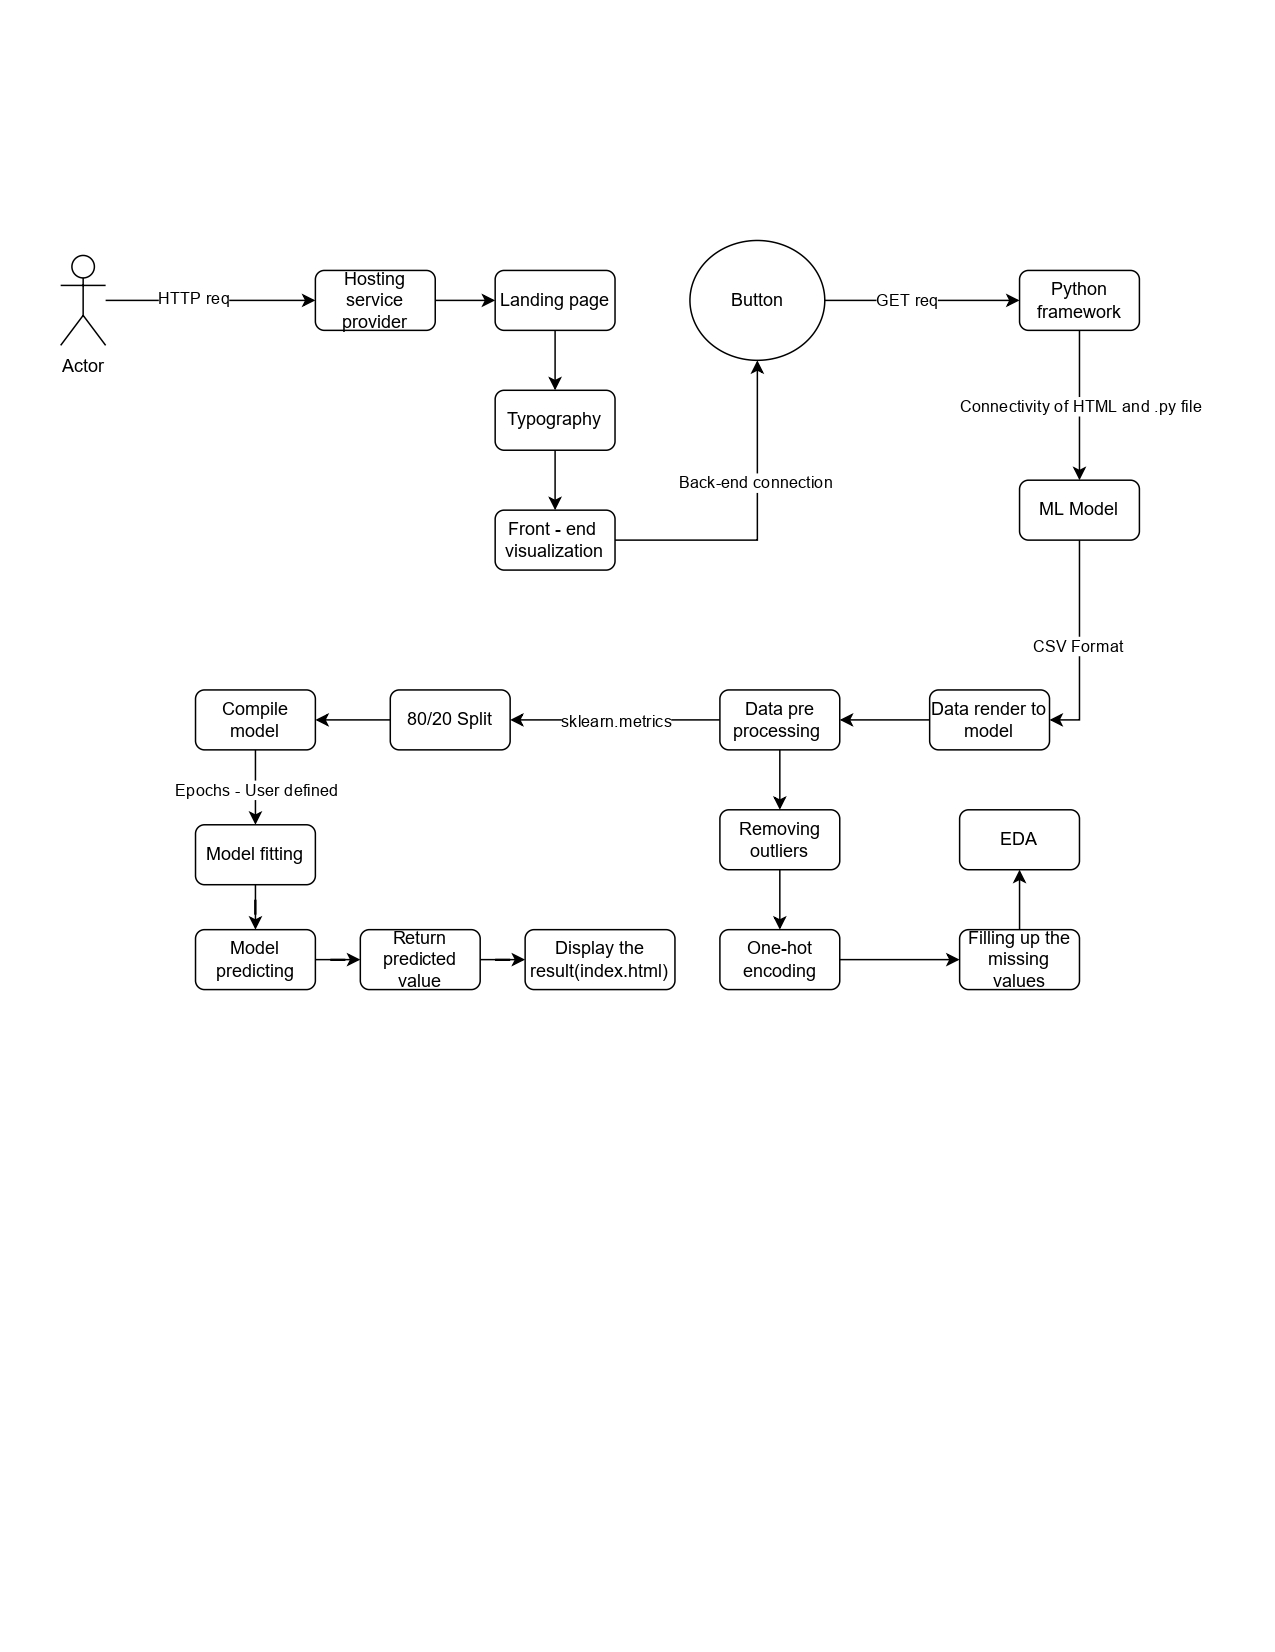 Actor
HTTP req
Hosting
service
provider
Landing page
Typography
Front - end
visualization
Back-end connection
Button
GET req
Python
framework
Connectivity of HTML and .py file
ML Model
CSV Format
Data render to
model
Data pre
processing
sklearn.metrics
80/20 Split
Compile
model
Epochs - User defined
Model fitting
Model
predicting
Return
predicted
value
Display the
result(index.html)
Removing
outliers
One-hot
encoding
Filling up the
missing
values
EDA